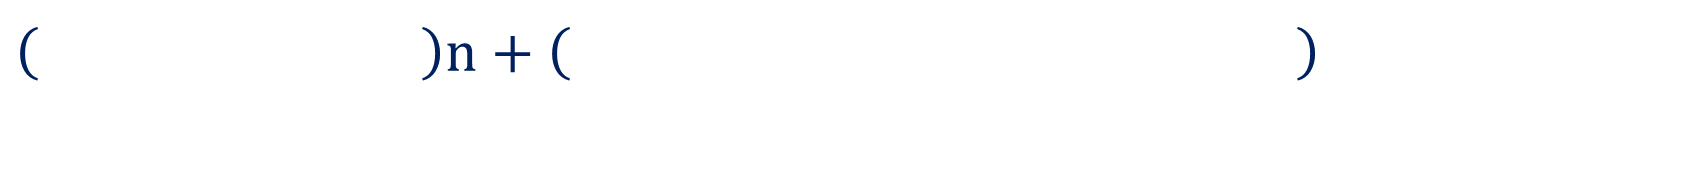 ( )n + ( )